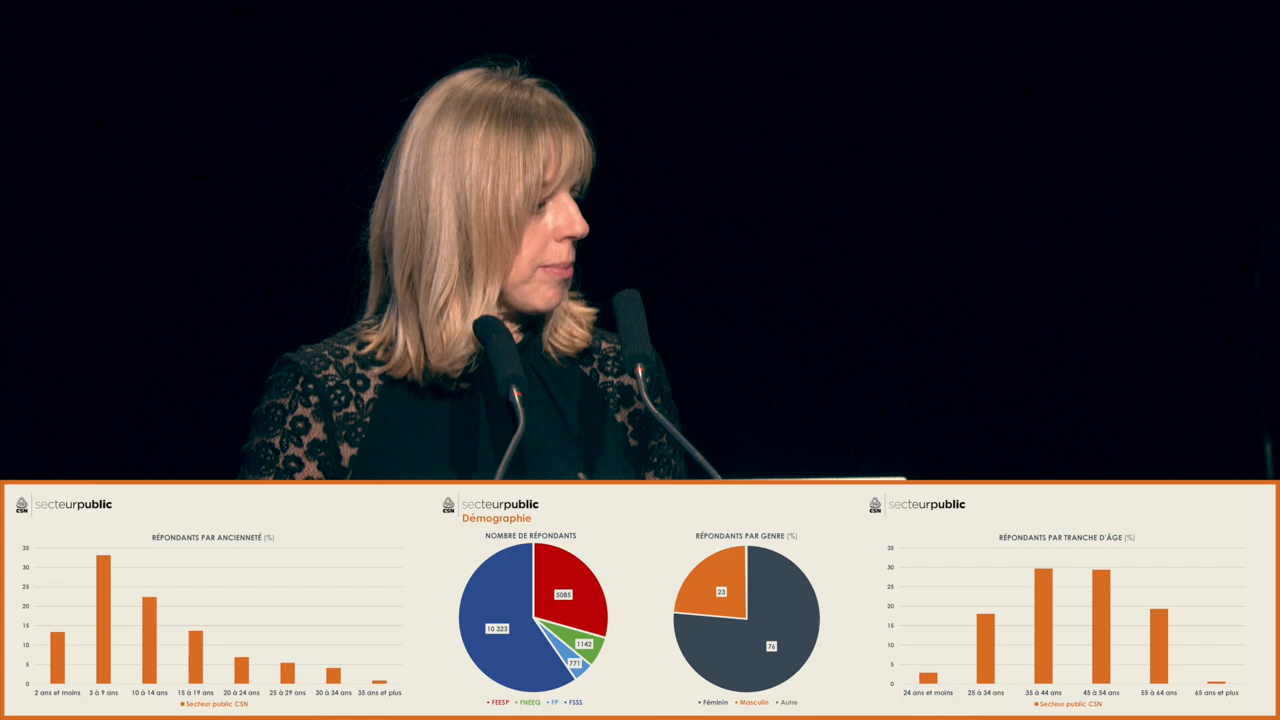 CSN secteurpublic
RÉPONDANTS PAR ANCIENNETÉ (%)
35
30
25
20
15
10
5
0
2 ans et moins 3 à 9 ans 10 à 14 ans 15 à 19 ans 20 à 24 ans 25 à 29 ans 30 à 34 ans 35 ans et plus
Secteur public CSN
CSN secteurpublic
Démographie
NOMBRE DE RÉPONDANTS
5085
10 323
1142
771
FEESP FNEEQ FP FSSS
RÉPONDANTS PAR GENRE (%)
23
76
Féminin Masculin Autre
CSN secteurpublic
RÉPONDANTS PAR TRANCHE D'ÂGE (%)
35
30
25
20
15
10
5
0
24 ans et moins 25 à 34 ans 35 à 44 ans 45 à 54 ans 55 à 64 ans 65 ans et plus
Secteur public CSN